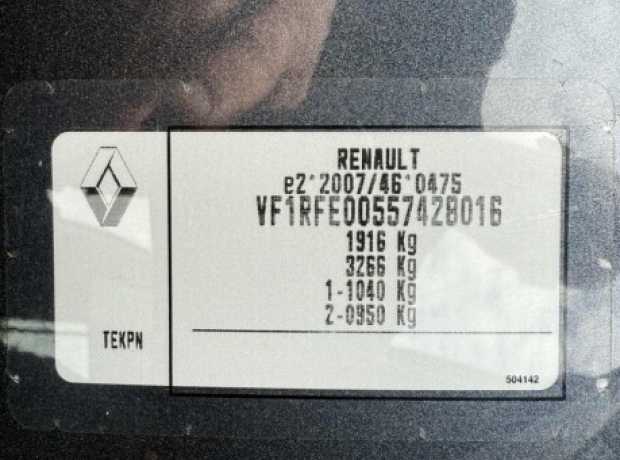 RENAULT
e2*2007/46*0475
VF1RFE00557428016
1916 Kg
3266 Kg
1-1040 Kg
2-0950 Kg
TEKPN
504142